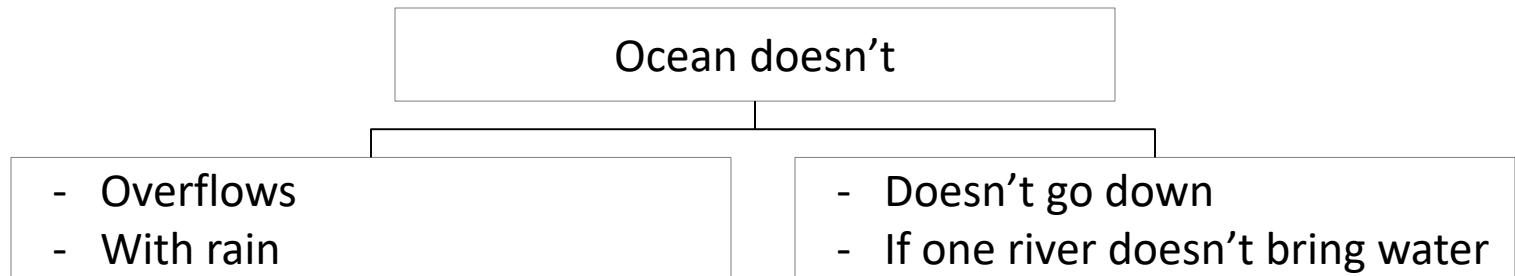 Ocean doesn’t
- Overflows
- With rain
- Doesn’t go down
- If one river doesn’t bring water